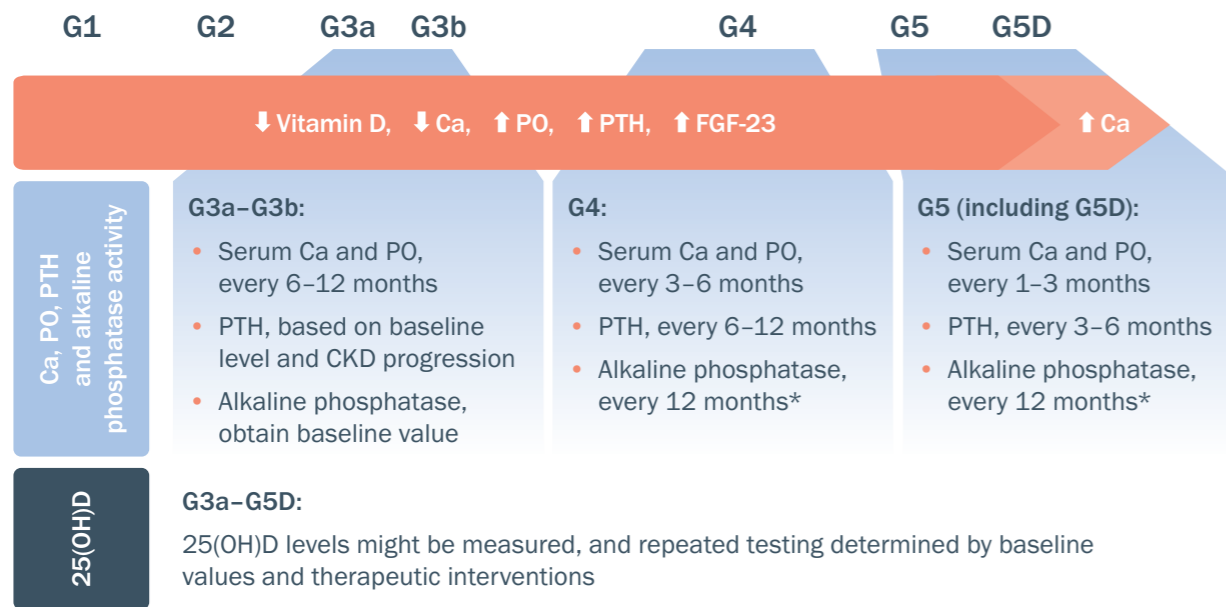 G1 G2 G3a G3b G4 G5 G5D
⬇ Vitamin D, ⬇ Ca, ⬆ PO, ⬆ PTH, ⬆ FGF-23 ⬆ Ca
Ca, PO, PTH
and alkaline
phosphatase activity
G3a–G3b:
• Serum Ca and PO,
every 6–12 months
• PTH, based on baseline
level and CKD progression
• Alkaline phosphatase,
obtain baseline value
G4:
• Serum Ca and PO,
every 3–6 months
• PTH, every 6–12 months
• Alkaline phosphatase,
every 12 months*
G5 (including G5D):
• Serum Ca and PO,
every 1–3 months
• PTH, every 3–6 months
• Alkaline phosphatase,
every 12 months*
25(OH)D
G3a–G5D:
25(OH)D levels might be measured, and repeated testing determined by baseline
values and therapeutic interventions